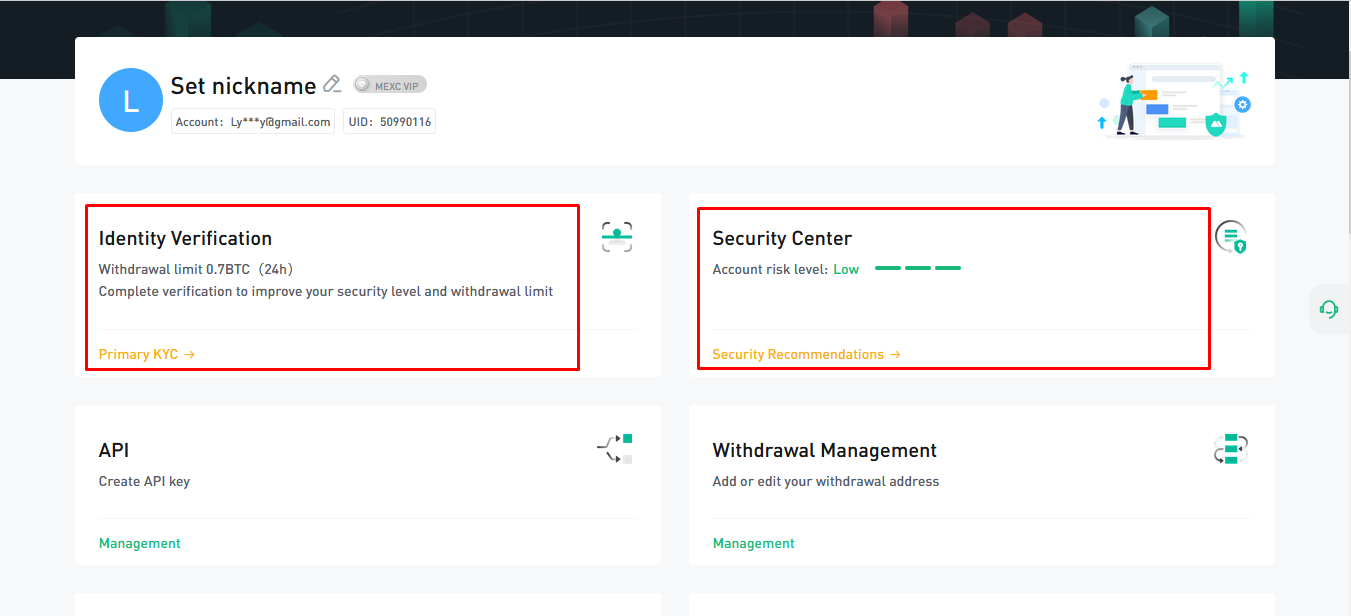 L
Set nickname
MEXC VIP
Account: Ly***y@gmail.com
UID: 50990116
Identity Verification
Withdrawal limit 0.7BTC（24h）
Complete verification to improve your security level and withdrawal limit
Primary KYC →
Security Center
Account risk level: Low
Security Recommendations →
API
Create API key
Management
Withdrawal Management
Add or edit your withdrawal address
Management